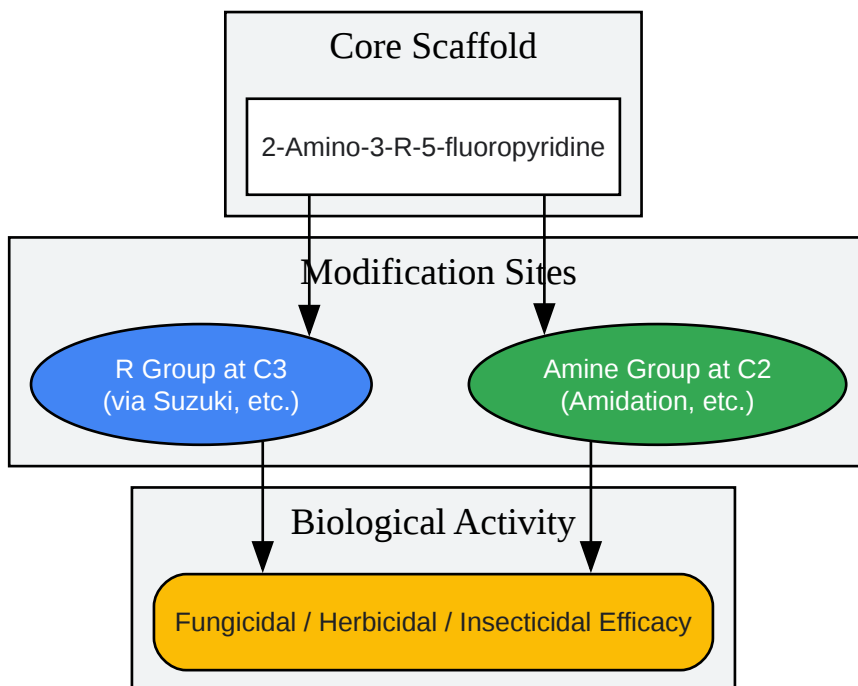 Core Scaffold
2-Amino-3-R-5-fluoropyridine
Modification Sites
R Group at C3
(via Suzuki, etc.)
Amine Group at C2
(Amidation, etc.)
Biological Activity
Fungicidal / Herbicidal / Insecticidal Efficacy